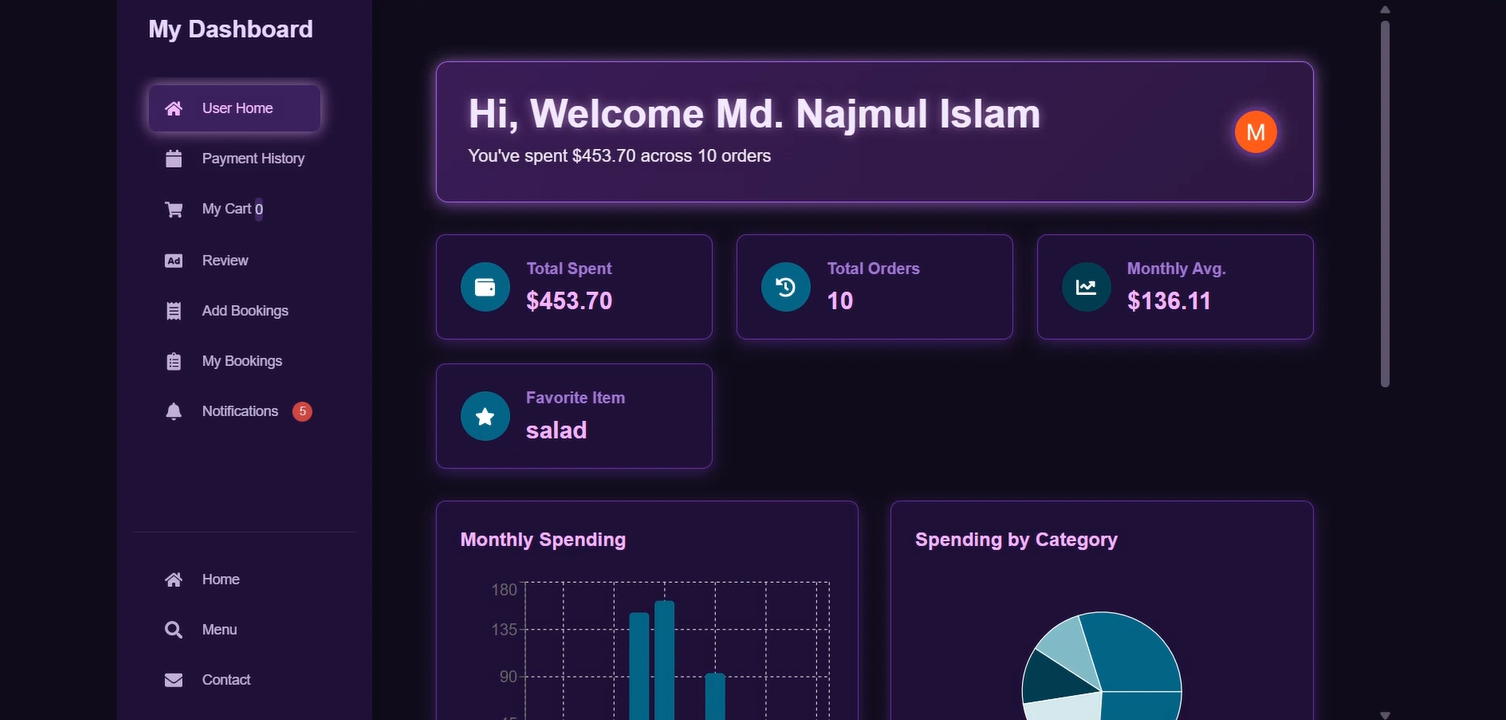 My Dashboard
User Home
Payment History
My Cart 0
Review
Add Bookings
My Bookings
Notifications 5
Home
Menu
Contact
Hi, Welcome Md. Najmul Islam
You've spent $453.70 across 10 orders
M
Total Spent
$453.70
Total Orders
10
Monthly Avg.
$136.11
Favorite Item
salad
Monthly Spending
180
135
90
Spending by Category
Ad